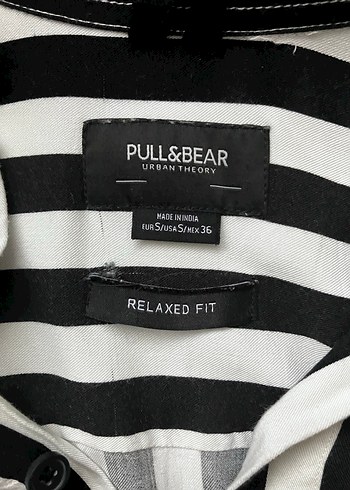 PULL&BEAR
URBAN THEORY
MADE IN INDIA
EUR S/USA S/MEX 36
RELAXED FIT